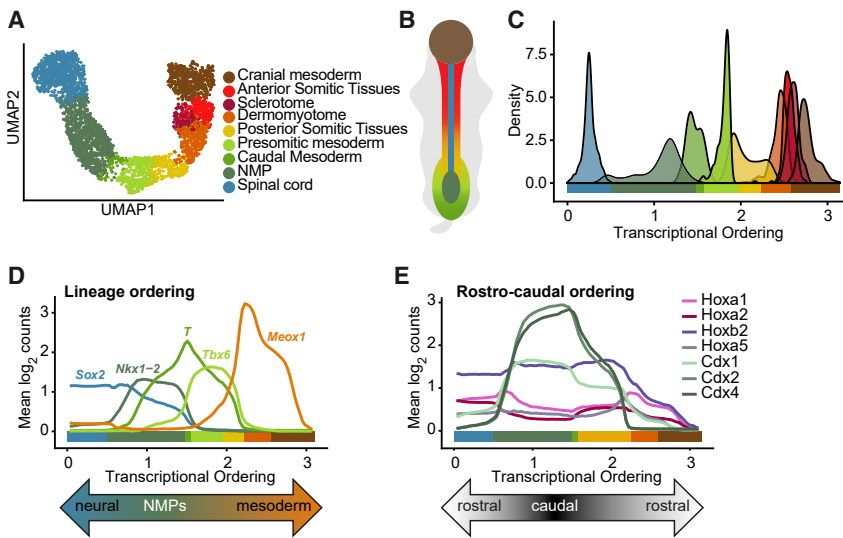 A
B
C
UMAP2
UMAP1
Cranial mesoderm
Anterior Somitic Tissues
Sclerotome
Dermomyotome
Posterior Somitic Tissues
Presomitic mesoderm
Caudal Mesoderm
NMP
Spinal cord
Density
7.5
5.0
2.5
0.0
0 1 2 3
Transcriptional Ordering
D
Lineage ordering
Mean log2 counts
3
2
1
0
Sox2
Nkx1−2
T
Tbx6
Meox1
0 1 2 3
Transcriptional Ordering
neural NMPs mesoderm
E
Rostro-caudal ordering
Mean log2 counts
3
2
1
0
Hoxa1
Hoxa2
Hoxb2
Hoxa5
Cdx1
Cdx2
Cdx4
0 1 2 3
Transcriptional Ordering
rostral caudal rostral